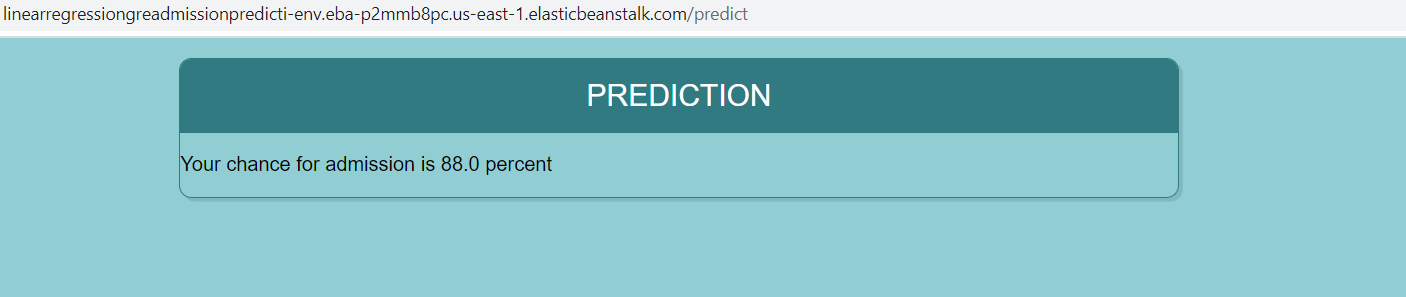 linearregressiongreadmissionpredicti-env.eba-p2mmb8pc.us-east-1.elasticbeanstalk.com/predict
PREDICTION
Your chance for admission is 88.0 percent